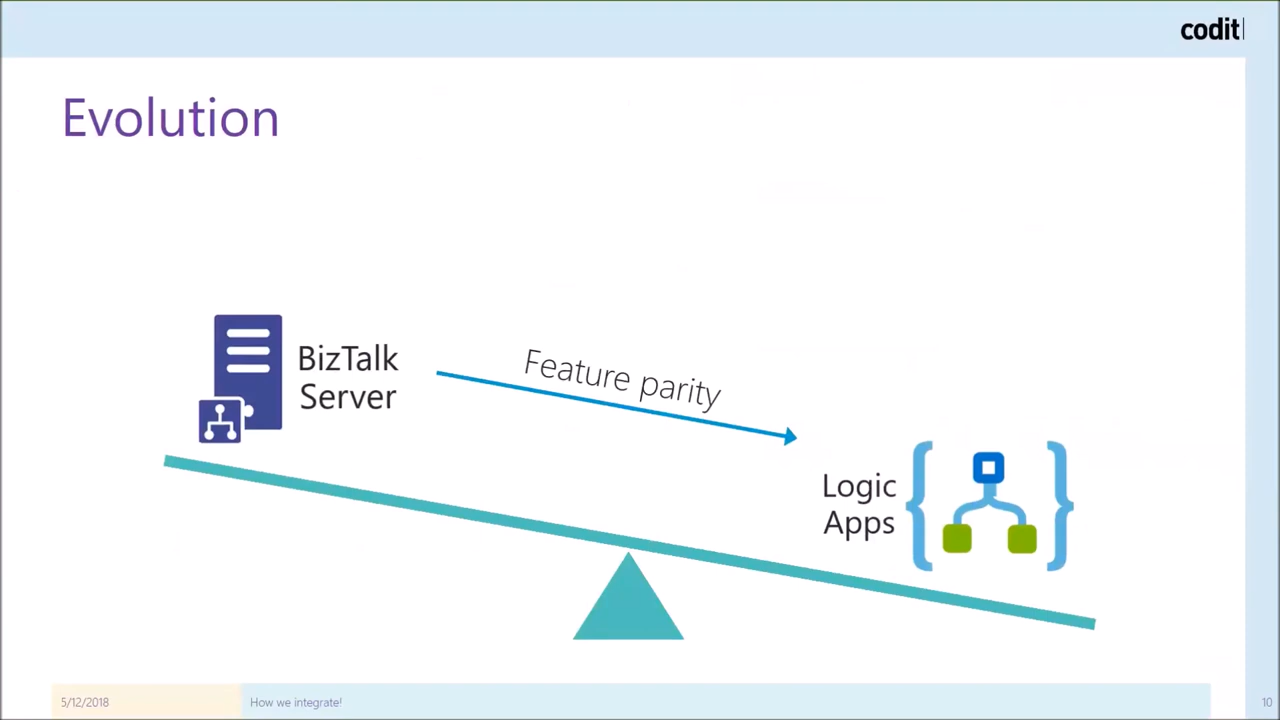 codit
Evolution
BizTalk
Server
Feature parity
Logic
Apps
5/12/2018
How we integrate!
10